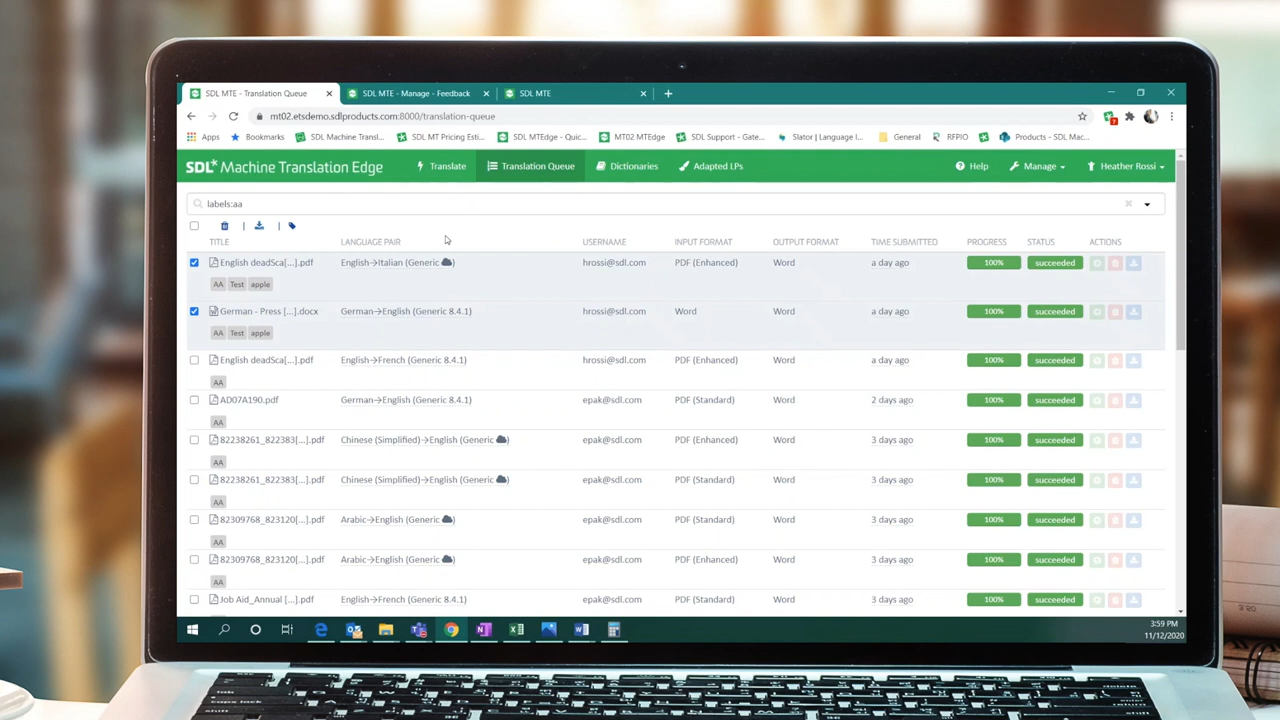 SDL MTE - Translation Queue
SDL MTE - Manage - Feedback
SDL MTE
mt02.etsdemo.sdlproducts.com:8000/translation-queue
Apps Bookmarks SDL Machine Transl... SDL MT Pricing Esti... SDL MTEdge - Quic... MT02 MTEdge SDL Support - Gate... Slator | Language I... General RFPIO Products - SDL Mac...
SDL* Machine Translation Edge Translate Translation Queue Dictionaries Adapted LPs Help Manage Heather Rossi
labels:aa
TITLE LANGUAGE PAIR USERNAME INPUT FORMAT OUTPUT FORMAT TIME SUBMITTED PROGRESS STATUS ACTIONS
English deadSca[...].pdf English→Italian (Generic ) hrossi@sdl.com PDF (Enhanced) Word a day ago 100% succeeded
AA Test apple
German - Press [...].docx German→English (Generic 8.4.1) hrossi@sdl.com Word Word a day ago 100% succeeded
AA Test apple
English deadSca[...].pdf English→French (Generic 8.4.1) hrossi@sdl.com PDF (Enhanced) Word a day ago 100% succeeded
AA
AD07A190.pdf German→English (Generic 8.4.1) epak@sdl.com PDF (Standard) Word 2 days ago 100% succeeded
AA
82238261_822383[...].pdf Chinese (Simplified)→English (Generic ) epak@sdl.com PDF (Enhanced) Word 3 days ago 100% succeeded
AA
82238261_822383[...].pdf Chinese (Simplified)→English (Generic ) epak@sdl.com PDF (Standard) Word 3 days ago 100% succeeded
AA
82309768_823120[...].pdf Arabic→English (Generic ) epak@sdl.com PDF (Standard) Word 3 days ago 100% succeeded
AA
82309768_823120[...].pdf Arabic→English (Generic ) epak@sdl.com PDF (Enhanced) Word 3 days ago 100% succeeded
AA
Job Aid_Annual [...].pdf English→French (Generic 8.4.1) epak@sdl.com PDF (Standard) Word 3 days ago 100% succeeded
3:59 PM
11/12/2020
tab
caps lock
shift
delete
return
shift